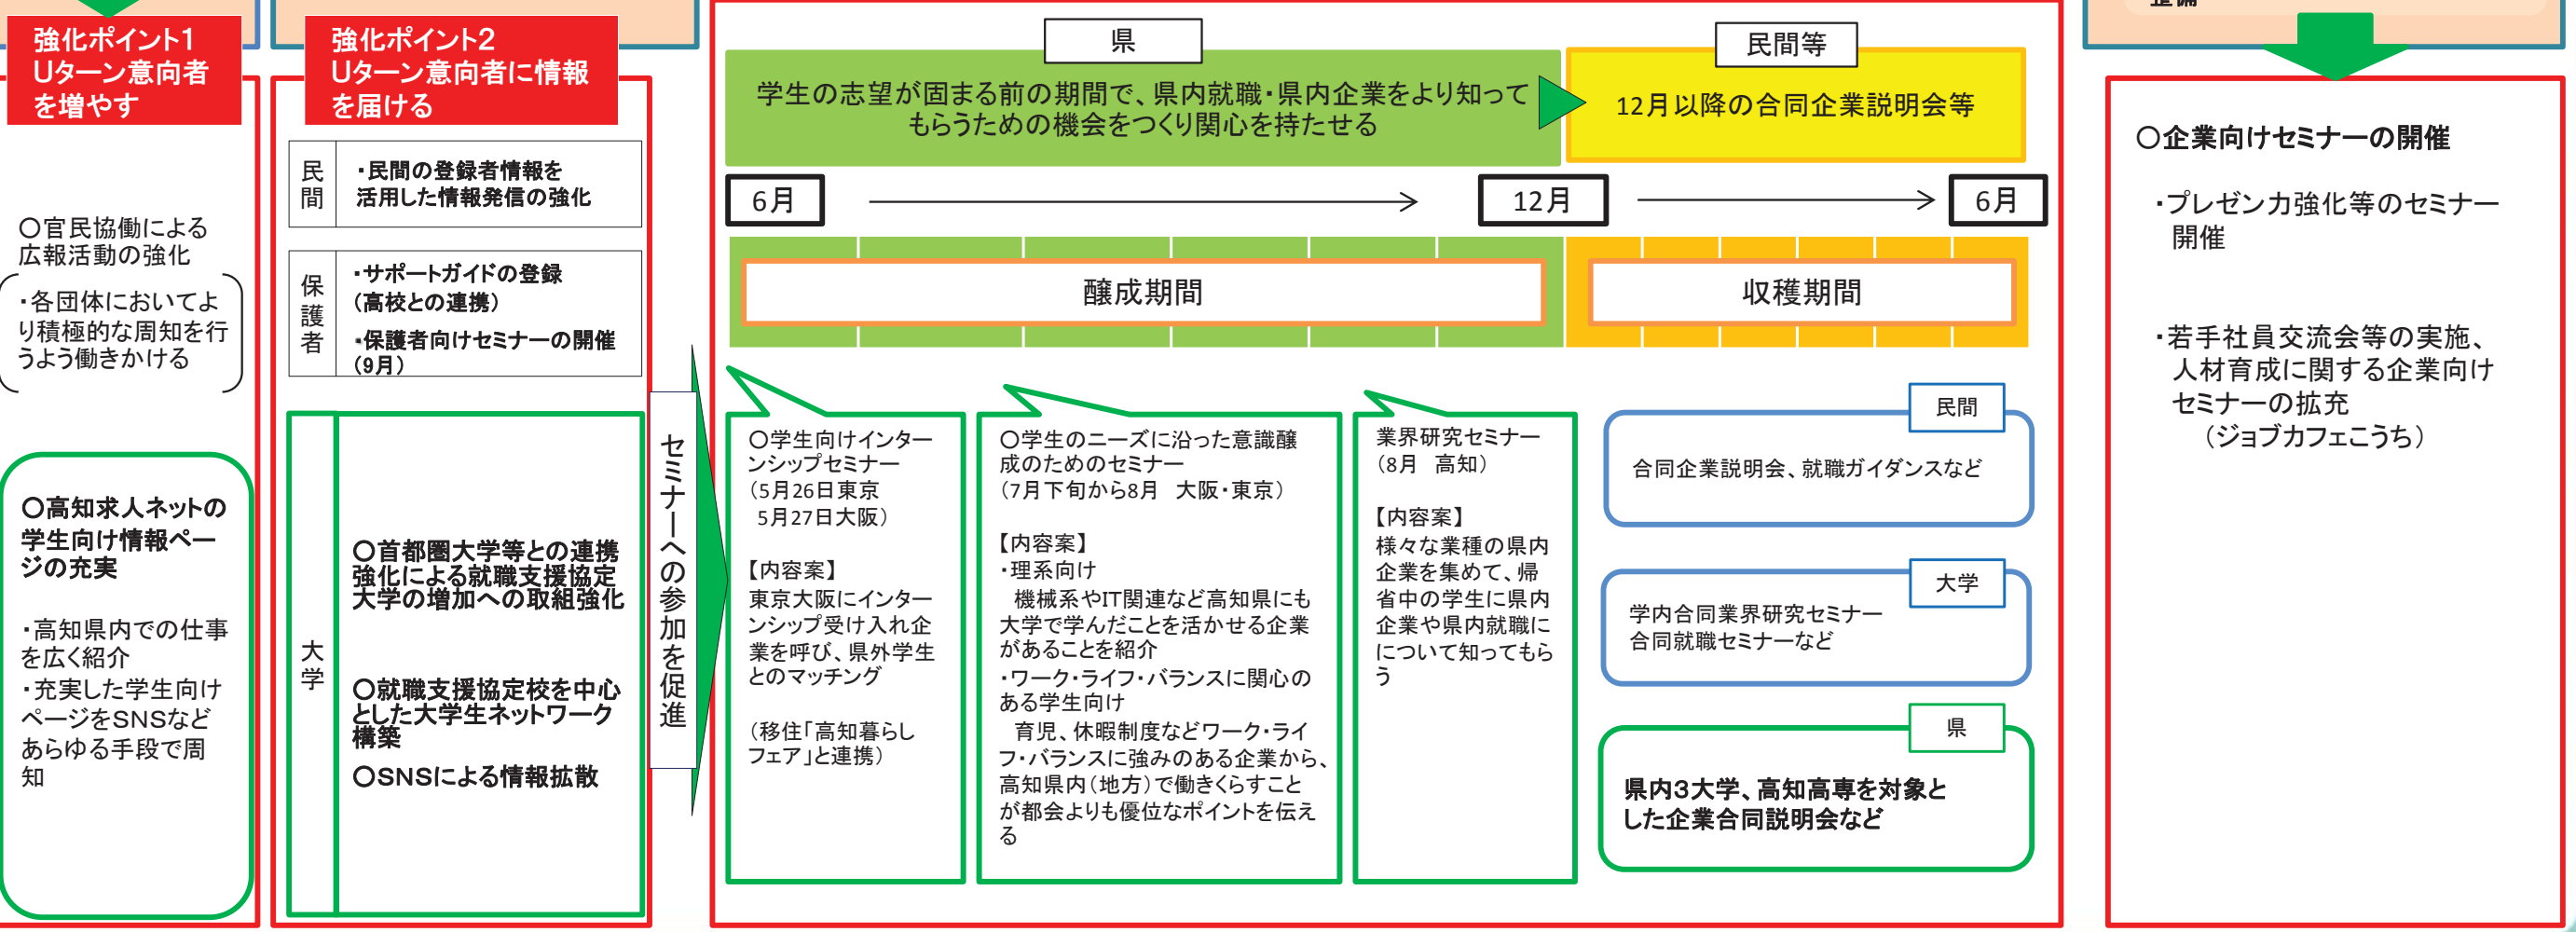 強化ポイント1
Uターン意向者
を増やす
○官民協働による
広報活動の強化
・各団体においてよ
り積極的な周知を行
うよう働きかける
○高知求人ネットの
学生向け情報ペー
ジの充実
・高知県内での仕事
を広く紹介
・充実した学生向け
ページをSNSなど
あらゆる手段で周
知
強化ポイント2
Uターン意向者に情報
を届ける
民間
・民間の登録者情報を
活用した情報発信の強化
保護者
・サポートガイドの登録
(高校との連携)
・保護者向けセミナーの開催
(9月)
大学
○首都圏大学等との連携
強化による就職支援協定
大学の増加への取組強化
○就職支援協定校を中心
とした大学生ネットワーク
構築
○SNSによる情報拡散
セミナーへの参加を促進
県
学生の志望が固まる前の期間で、県内就職・県内企業をより知って
もらうための機会をつくり関心を持たせる
民間等
12月以降の合同企業説明会等
6月
12月
6月
醸成期間
収穫期間
○学生向けインター
ンシップセミナー
(5月26日東京
5月27日大阪)
【内容案】
東京大阪にインター
ンシップ受け入れ企
業を呼び、県外学生
とのマッチング
(移住「高知暮らし
フェア」と連携)
○学生のニーズに沿った意識醸
成のためのセミナー
(7月下旬から8月 大阪・東京)
【内容案】
・理系向け
機械系やIT関連など高知県にも
大学で学んだことを活かせる企業
があることを紹介
・ワーク・ライフ・バランスに関心の
ある学生向け
育児、休暇制度などワーク・ライ
フ・バランスに強みのある企業から、
高知県内(地方)で働きくらすこと
が都会よりも優位なポイントを伝え
る
業界研究セミナー
(8月 高知)
【内容案】
様々な業種の県内
企業を集めて、帰
省中の学生に県内
企業や県内就職に
について知ってもら
う
民間
合同企業説明会、就職ガイダンスなど
大学
学内合同業界研究セミナー
合同就職セミナーなど
県
県内3大学、高知高専を対象と
した企業合同説明会など
○企業向けセミナーの開催
・プレゼン力強化等のセミナー
開催
・若手社員交流会等の実施、
人材育成に関する企業向け
セミナーの拡充
(ジョブカフェこうち)